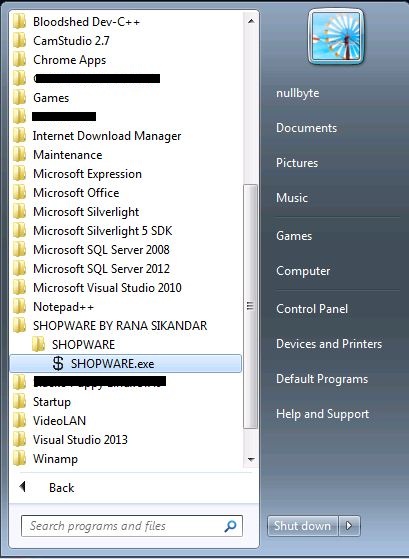 Bloodshed Dev-C++
CamStudio 2.7
Chrome Apps
Games
Internet Download Manager
Maintenance
Microsoft Expression
Microsoft Office
Microsoft Silverlight
Microsoft Silverlight 5 SDK
Microsoft SQL Server 2008
Microsoft SQL Server 2012
Microsoft Visual Studio 2010
Notepad++
SHOPWARE BY RANA SIKANDAR
SHOPWARE
$ SHOPWARE.exe
Startup
VideoLAN
Visual Studio 2013
Winamp
Back
Search programs and files
nullbyte
Documents
Pictures
Music
Games
Computer
Control Panel
Devices and Printers
Default Programs
Help and Support
Shut down